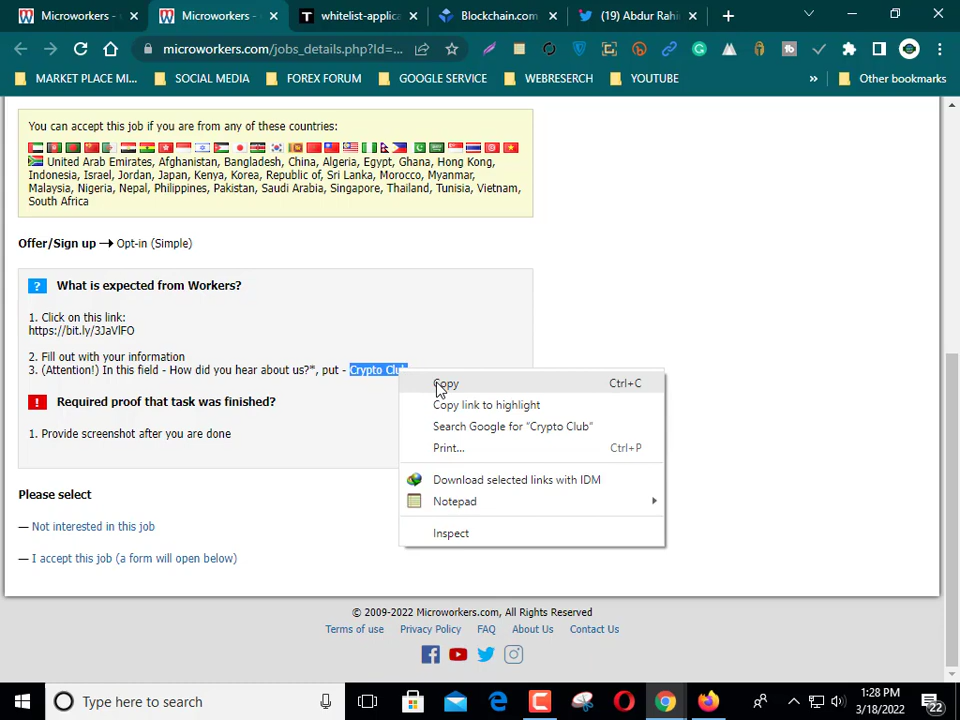 Microworkers -
Microworkers -
whitelist-applica
Blockchain.com
(19) Abdur Rahi
microworkers.com/jobs_details.php?Id=...
MARKET PLACE MI...
SOCIAL MEDIA
FOREX FORUM
GOOGLE SERVICE
WEBRESERCH
YOUTUBE
»
Other bookmarks
You can accept this job if you are from any of these countries:
United Arab Emirates, Afghanistan, Bangladesh, China, Algeria, Egypt, Ghana, Hong Kong,
Indonesia, Israel, Jordan, Japan, Kenya, Korea, Republic of, Sri Lanka, Morocco, Myanmar,
Malaysia, Nigeria, Nepal, Philippines, Pakistan, Saudi Arabia, Singapore, Thailand, Tunisia, Vietnam,
South Africa
Offer/Sign up → Opt-in (Simple)
? What is expected from Workers?
1. Click on this link:
https://bit.ly/3JaVlFO
2. Fill out with your information
3. (Attention!) In this field - How did you hear about us?*, put - Crypto Club
! Required proof that task was finished?
1. Provide screenshot after you are done
Copy Ctrl+C
Copy link to highlight
Search Google for "Crypto Club"
Print... Ctrl+P
Download selected links with IDM
Notepad
Inspect
Please select
— Not interested in this job
— I accept this job (a form will open below)
© 2009-2022 Microworkers.com, All Rights Reserved
Terms of use Privacy Policy FAQ About Us Contact Us
Type here to search
1:28 PM
3/18/2022
22